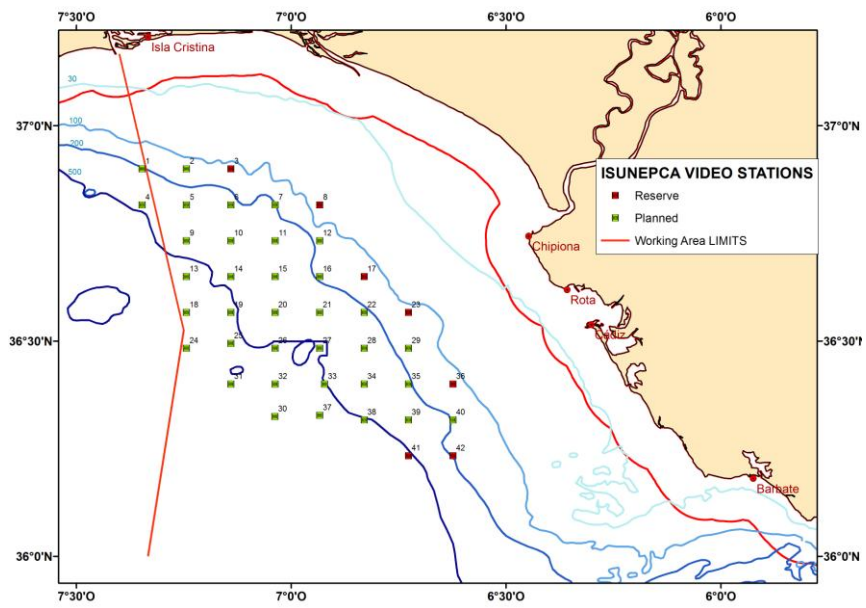 7°30'O 7°0'O 6°30'O 6°0'O
Isla Cristina
30
37°0'N 37°0'N
100
200
500
1 2 3
4 5 6 7 8
9 10 11 12
13 14 15 16 17
18 19 20 21 22 23
24 25 26 27 28 29
31 32 33 34 35 36
30 37 38 39 40
41 42
ISUNEPCA VIDEO STATIONS
Reserve
Planned
Working Area LIMITS
Chipiona
Rota
36°30'N 36°30'N
Cádiz
Barbate
36°0'N 36°0'N
7°30'O 7°0'O 6°30'O 6°0'O